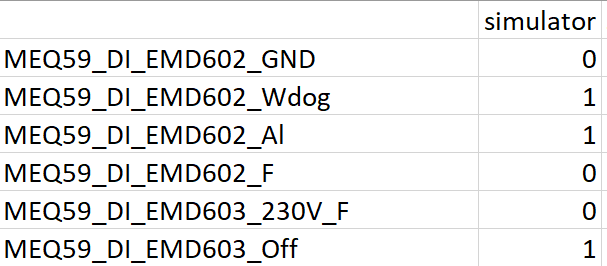 simulator
MEQ59_DI_EMD602_GND 0
MEQ59_DI_EMD602_Wdog 1
MEQ59_DI_EMD602_Al 1
MEQ59_DI_EMD602_F 0
MEQ59_DI_EMD603_230V_F 0
MEQ59_DI_EMD603_Off 1